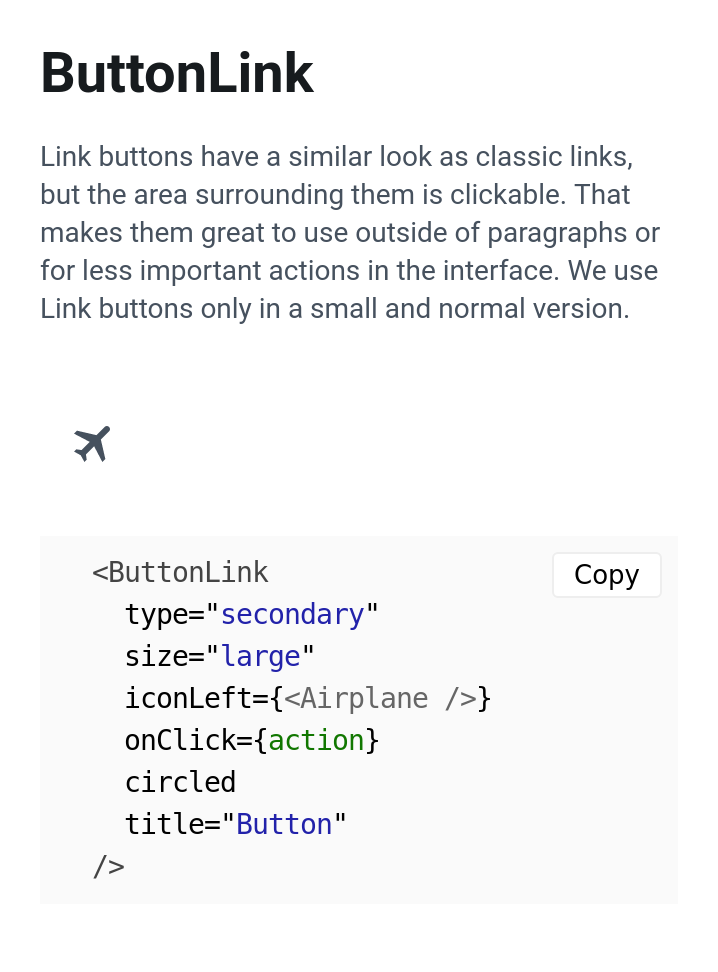 ButtonLink
Link buttons have a similar look as classic links,
but the area surrounding them is clickable. That
makes them great to use outside of paragraphs or
for less important actions in the interface. We use
Link buttons only in a small and normal version.
<ButtonLink
Copy
type="secondary"
size="large"
iconLeft={<Airplane />}
onClick={action}
circled
title="Button"
/>